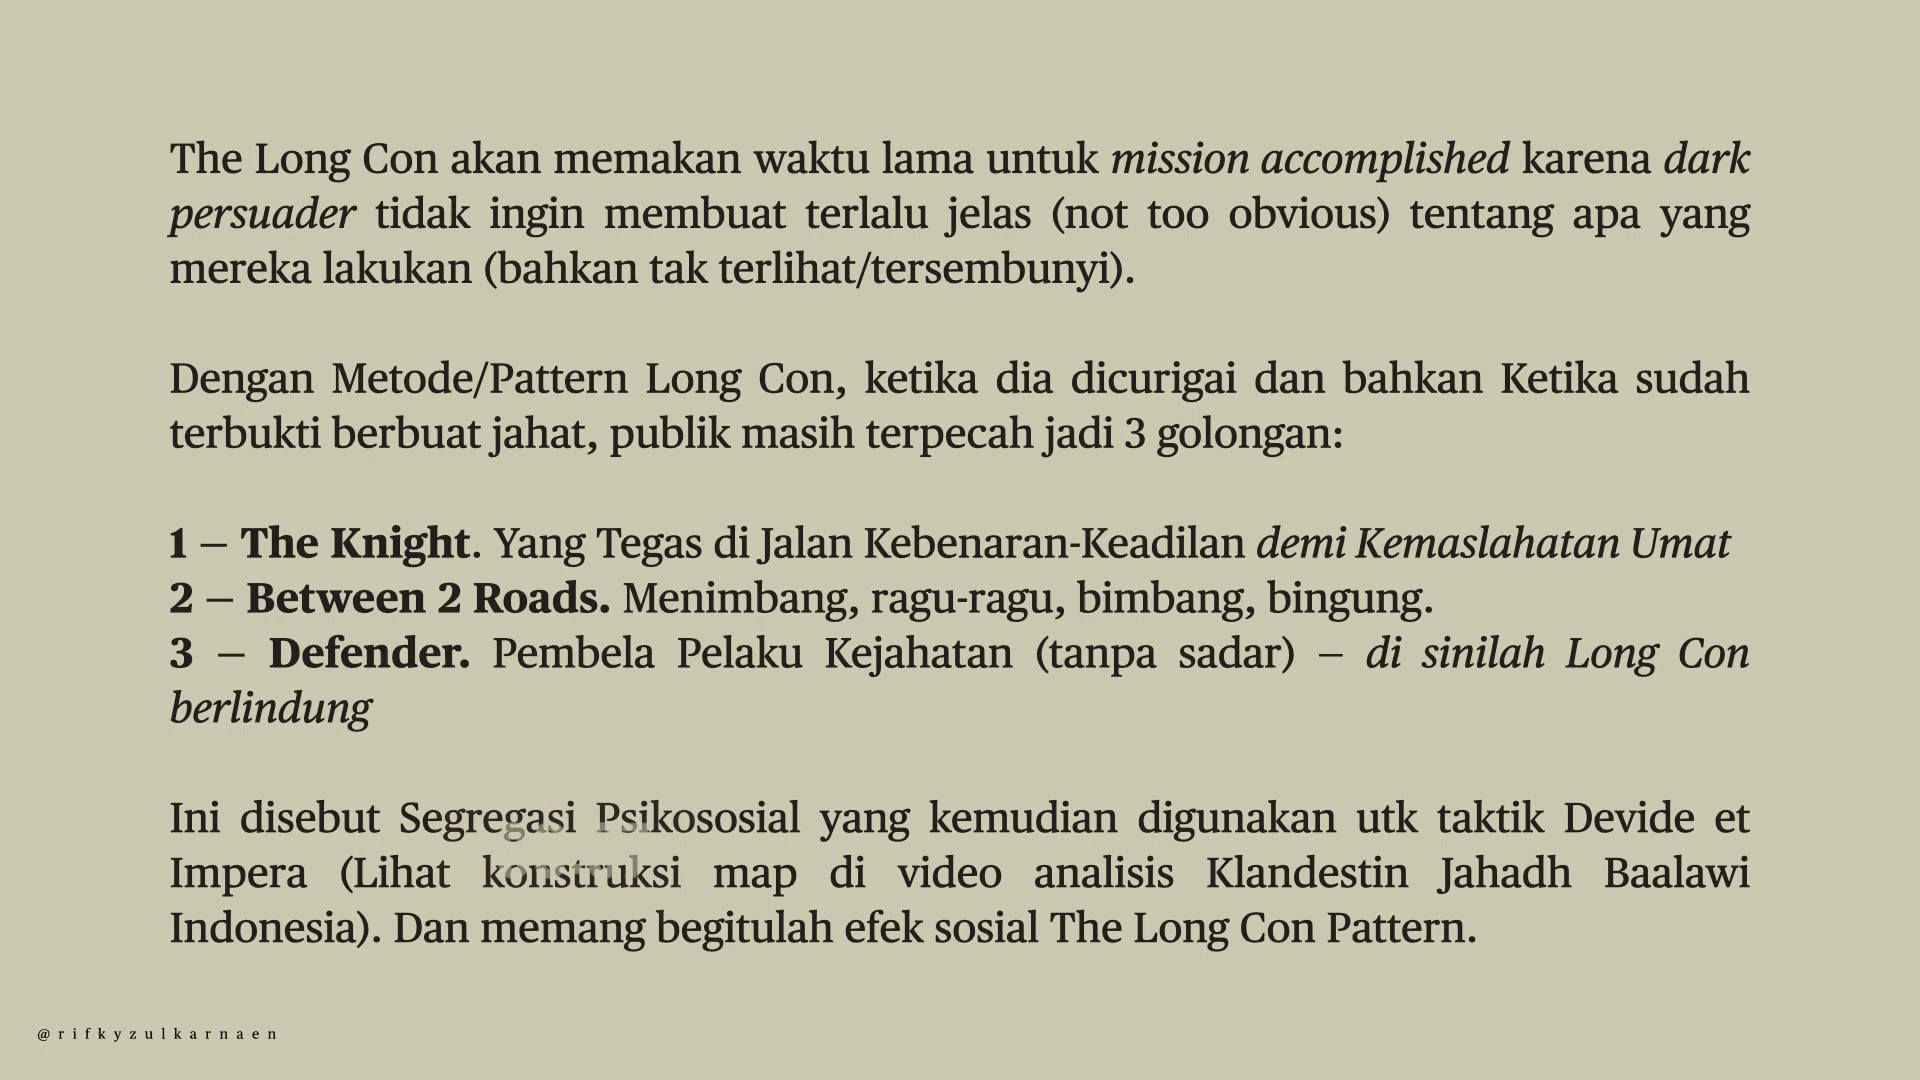 The Long Con akan memakan waktu lama untuk mission accomplished karena dark
persuader tidak ingin membuat terlalu jelas (not too obvious) tentang apa yang
mereka lakukan (bahkan tak terlihat/tersembunyi).
Dengan Metode/Pattern Long Con, ketika dia dicurigai dan bahkan Ketika sudah
terbukti berbuat jahat, publik masih terpecah jadi 3 golongan:
1 – The Knight. Yang Tegas di Jalan Kebenaran-Keadilan demi Kemaslahatan Umat
2 – Between 2 Roads. Menimbang, ragu-ragu, bimbang, bingung.
3 – Defender. Pembela Pelaku Kejahatan (tanpa sadar) – di sinilah Long Con
berlindung
Ini disebut Segregasi Psikososial yang kemudian digunakan utk taktik Devide et
Impera (Lihat konstruksi map di video analisis Klandestin Jahadh Baalawi
Indonesia). Dan memang begitulah efek sosial The Long Con Pattern.
@rifkyzulkarnaen